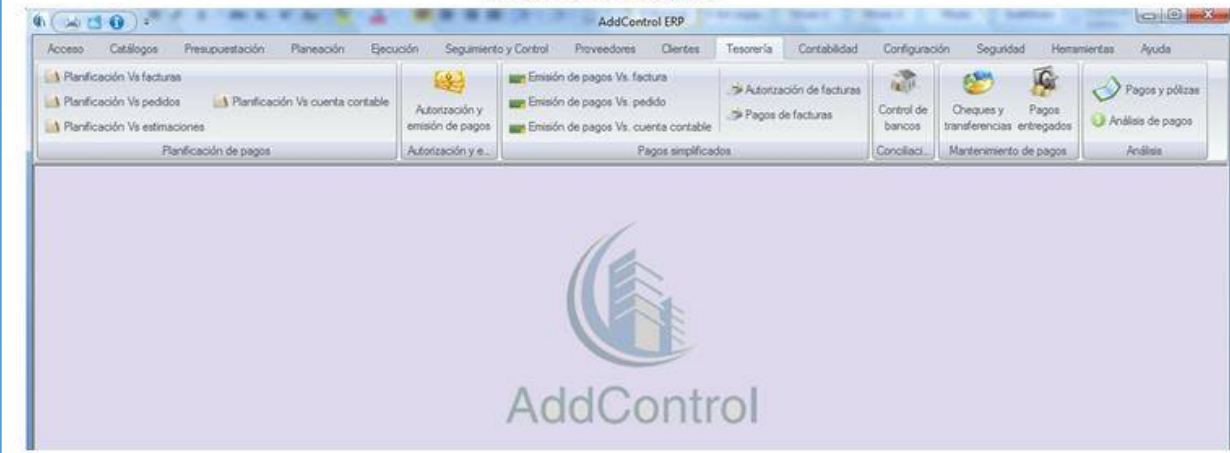 AddControl ERP
Acceso Catálogos Presupuestación Planeación Ejecución Seguimiento y Control Proveedores Clientes Tesorería Contabilidad Configuración Seguridad Herramientas Ayuda
Planificación Vs facturas
Planificación Vs pedidos
Planificación Vs estimaciones
Planificación Vs cuenta contable
Planificación de pagos
Autorización y
emisión de pagos
Autorización y e...
Emisión de pagos Vs. factura
Emisión de pagos Vs. pedido
Emisión de pagos Vs. cuenta contable
Autorización de facturas
Pagos de facturas
Pagos simplificados
Control de
bancos
Conciliaci...
Cheques y
transferencias
Pagos
entregados
Mantenimiento de pagos
Pagos y pólizas
Análisis de pagos
Análisis
AddControl